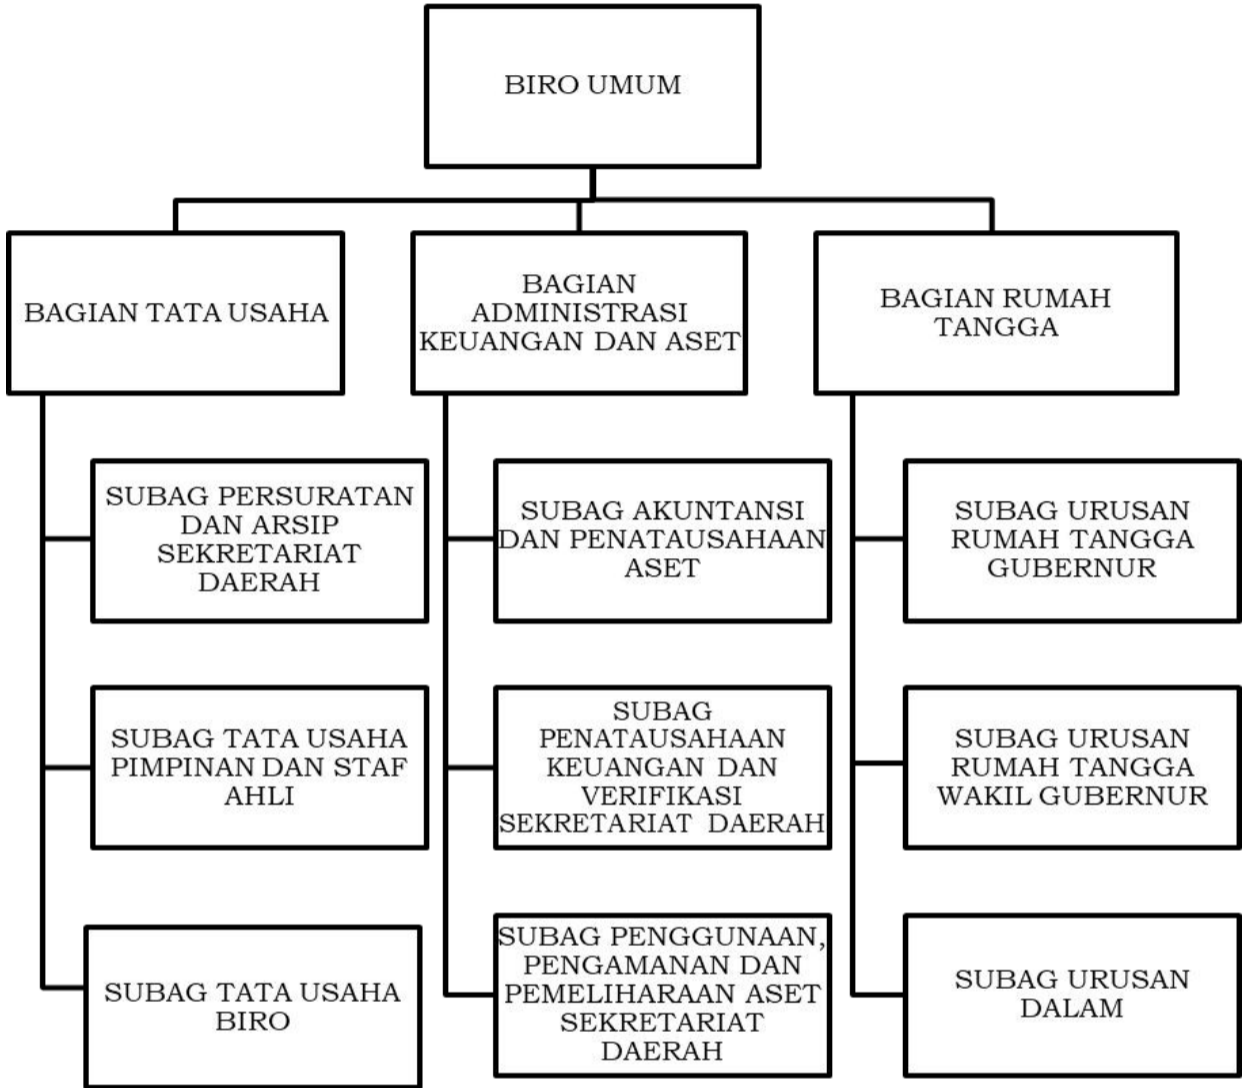 BIRO UMUM
BAGIAN TATA USAHA
BAGIAN
ADMINISTRASI
KEUANGAN DAN ASET
BAGIAN RUMAH
TANGGA
SUBAG PERSURATAN
DAN ARSIP
SEKRETARIAT
DAERAH
SUBAG AKUNTANSI
DAN PENATAUSAHAAN
ASET
SUBAG URUSAN
RUMAH TANGGA
GUBERNUR
SUBAG TATA USAHA
PIMPINAN DAN STAF
AHLI
SUBAG
PENATAUSAHAAN
KEUANGAN DAN
VERIFIKASI
SEKRETARIAT DAERAH
SUBAG URUSAN
RUMAH TANGGA
WAKIL GUBERNUR
SUBAG TATA USAHA
BIRO
SUBAG PENGGUNAAN,
PENGAMANAN DAN
PEMELIHARAAN ASET
SEKRETARIAT
DAERAH
SUBAG URUSAN
DALAM